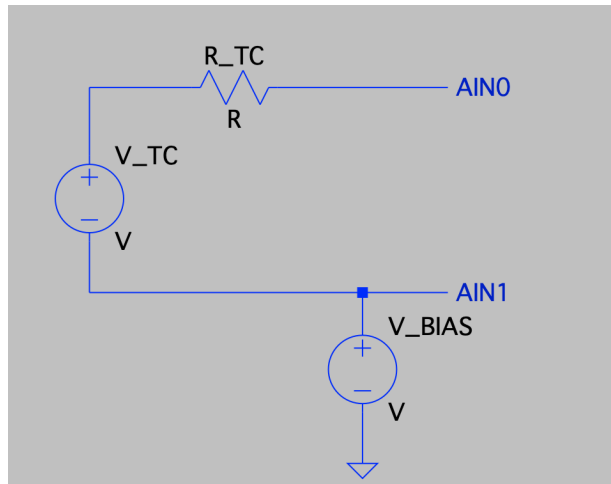 R_TC
AIN0
R
V_TC
V
AIN1
V_BIAS
V